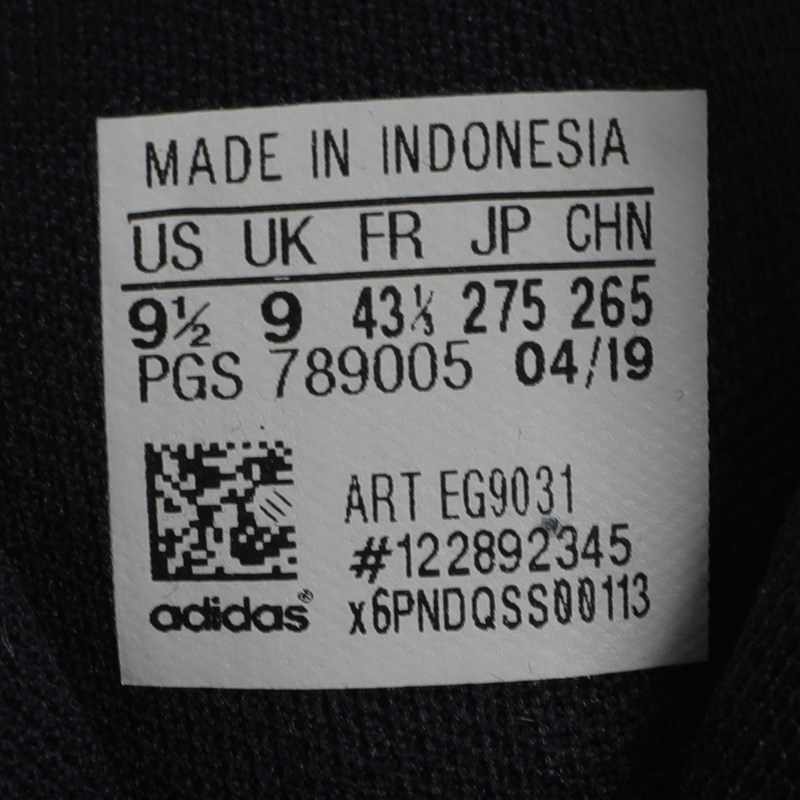 MADE IN INDONESIA
US UK FR JP CHN
9½ 9 43⅓ 275 265
PGS 789005 04/19
ART EG9031
#122892345
adidas® x6PNDQSS00113